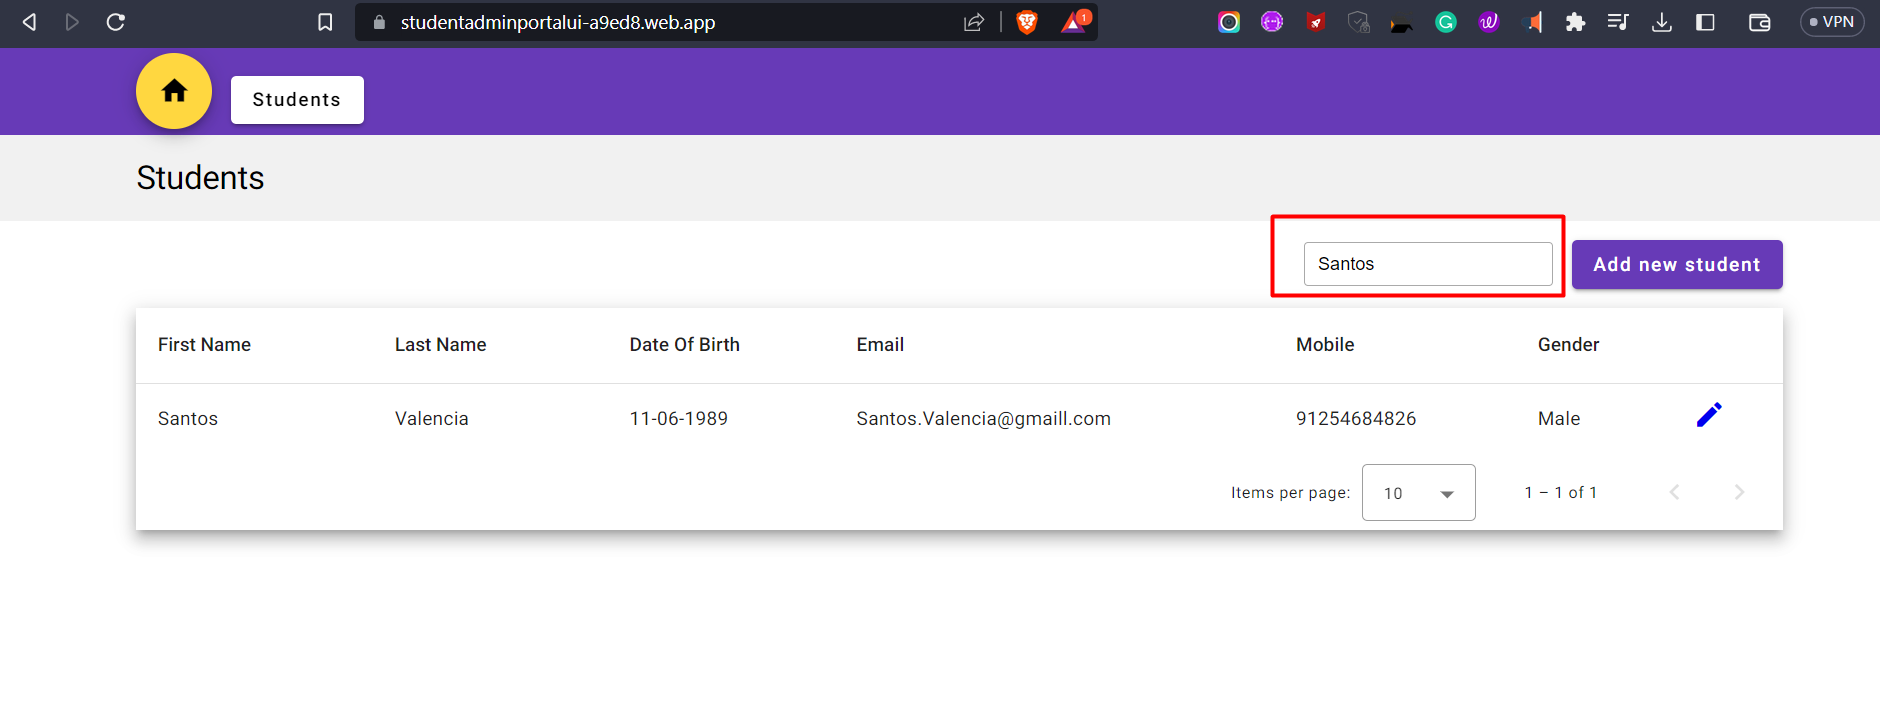 studentadminportalui-a9ed8.web.app
1
VPN
Students
Students
Santos
Add new student
First Name Last Name Date Of Birth Email Mobile Gender
Santos Valencia 11-06-1989 Santos.Valencia@gmaill.com 91254684826 Male
Items per page: 10 1 – 1 of 1